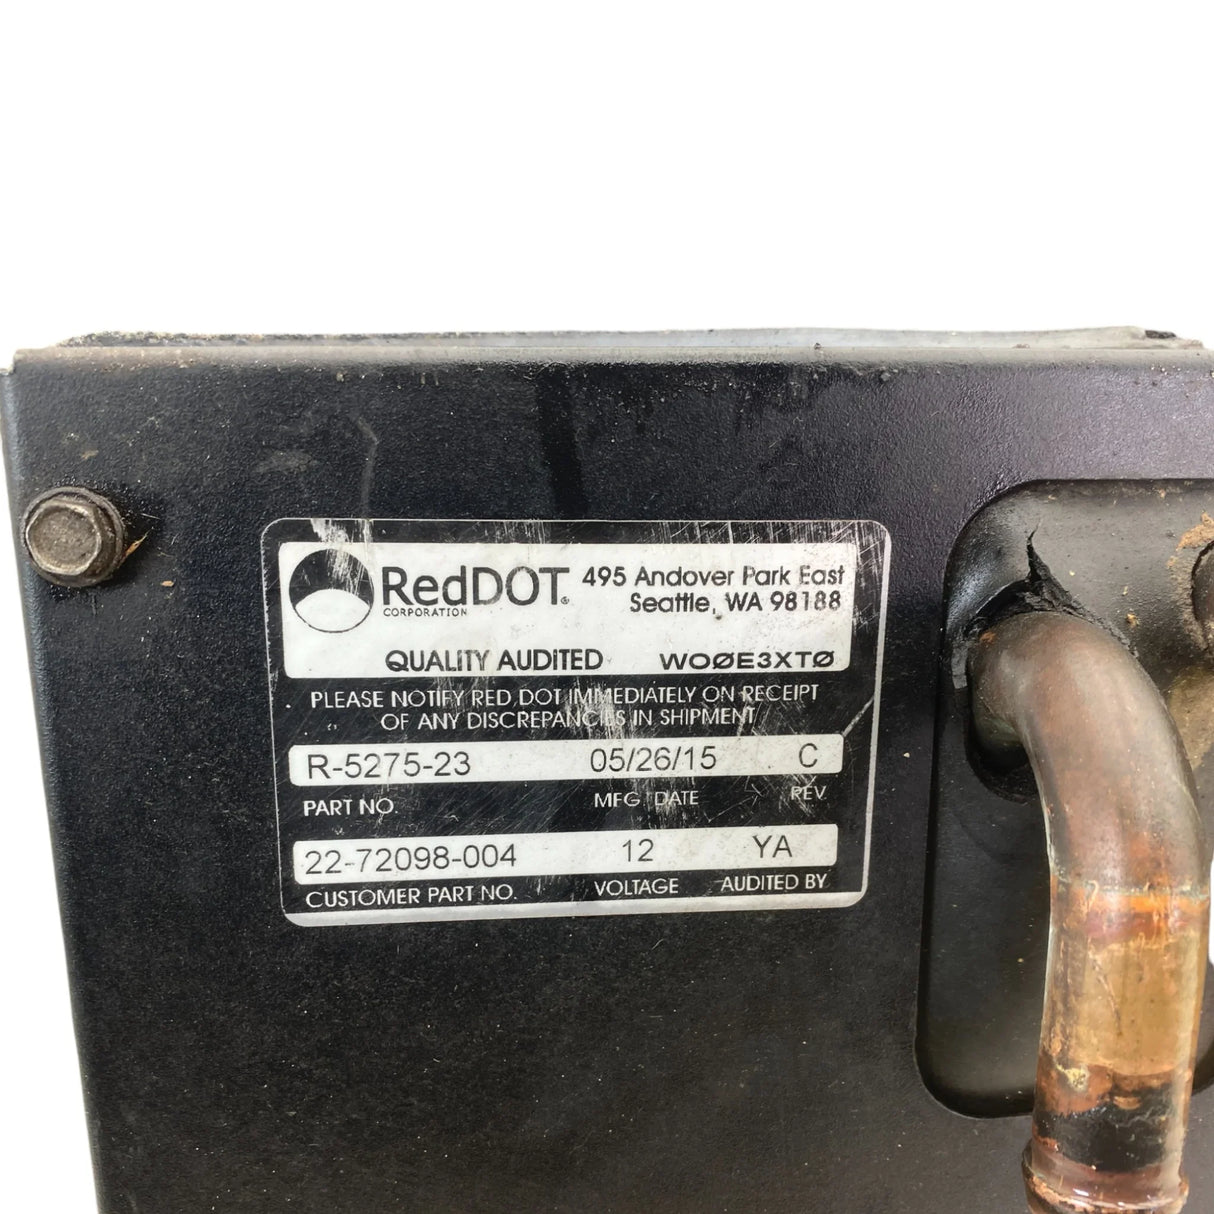 RedDOT® 495 Andover Park East
CORPORATION Seattle, WA 98188
QUALITY AUDITED WOØE3XTØ
PLEASE NOTIFY RED DOT IMMEDIATELY ON RECEIPT
OF ANY DISCREPANCIES IN SHIPMENT
R-5275-23 05/26/15 C
PART NO. MFG DATE REV
22-72098-004 12 YA
CUSTOMER PART NO. VOLTAGE AUDITED BY